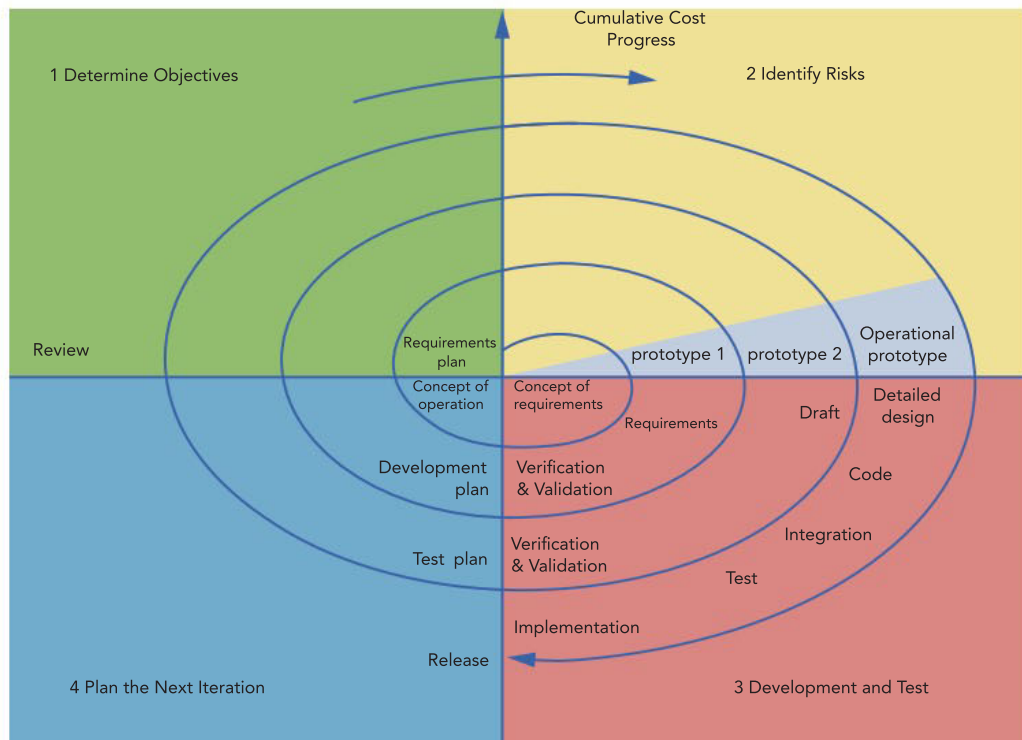 Cumulative Cost
Progress
1 Determine Objectives
2 Identify Risks
Review
Requirements
plan
prototype 1
prototype 2
Operational
prototype
Concept of
operation
Concept of
requirements
Requirements
Draft
Detailed
design
Development
plan
Verification
& Validation
Code
Test plan
Verification
& Validation
Integration
Test
Implementation
Release
4 Plan the Next Iteration
3 Development and Test